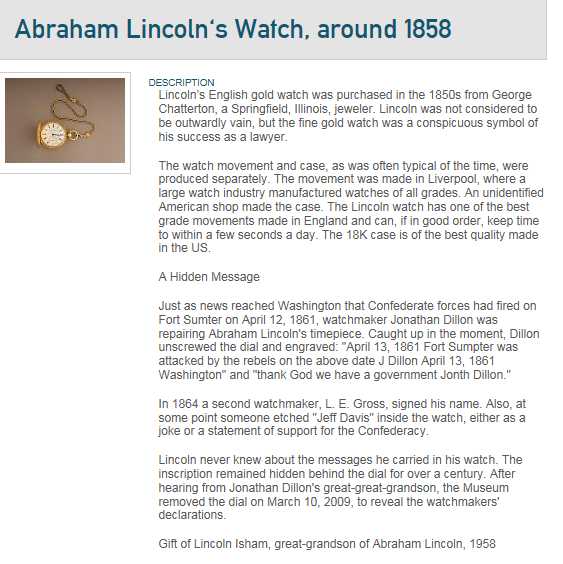 Abraham Lincoln‘s Watch, around 1858
DESCRIPTION
Lincoln's English gold watch was purchased in the 1850s from George
Chatterton, a Springfield, Illinois, jeweler. Lincoln was not considered to
be outwardly vain, but the fine gold watch was a conspicuous symbol of
his success as a lawyer.
The watch movement and case, as was often typical of the time, were
produced separately. The movement was made in Liverpool, where a
large watch industry manufactured watches of all grades. An unidentified
American shop made the case. The Lincoln watch has one of the best
grade movements made in England and can, if in good order, keep time
to within a few seconds a day. The 18K case is of the best quality made
in the US.
A Hidden Message
Just as news reached Washington that Confederate forces had fired on
Fort Sumter on April 12, 1861, watchmaker Jonathan Dillon was
repairing Abraham Lincoln's timepiece. Caught up in the moment, Dillon
unscrewed the dial and engraved: "April 13, 1861 Fort Sumpter was
attacked by the rebels on the above date J Dillon April 13, 1861
Washington" and "thank God we have a government Jonth Dillon."
In 1864 a second watchmaker, L. E. Gross, signed his name. Also, at
some point someone etched "Jeff Davis" inside the watch, either as a
joke or a statement of support for the Confederacy.
Lincoln never knew about the messages he carried in his watch. The
inscription remained hidden behind the dial for over a century. After
hearing from Jonathan Dillon's great-great-grandson, the Museum
removed the dial on March 10, 2009, to reveal the watchmakers'
declarations.
Gift of Lincoln Isham, great-grandson of Abraham Lincoln, 1958